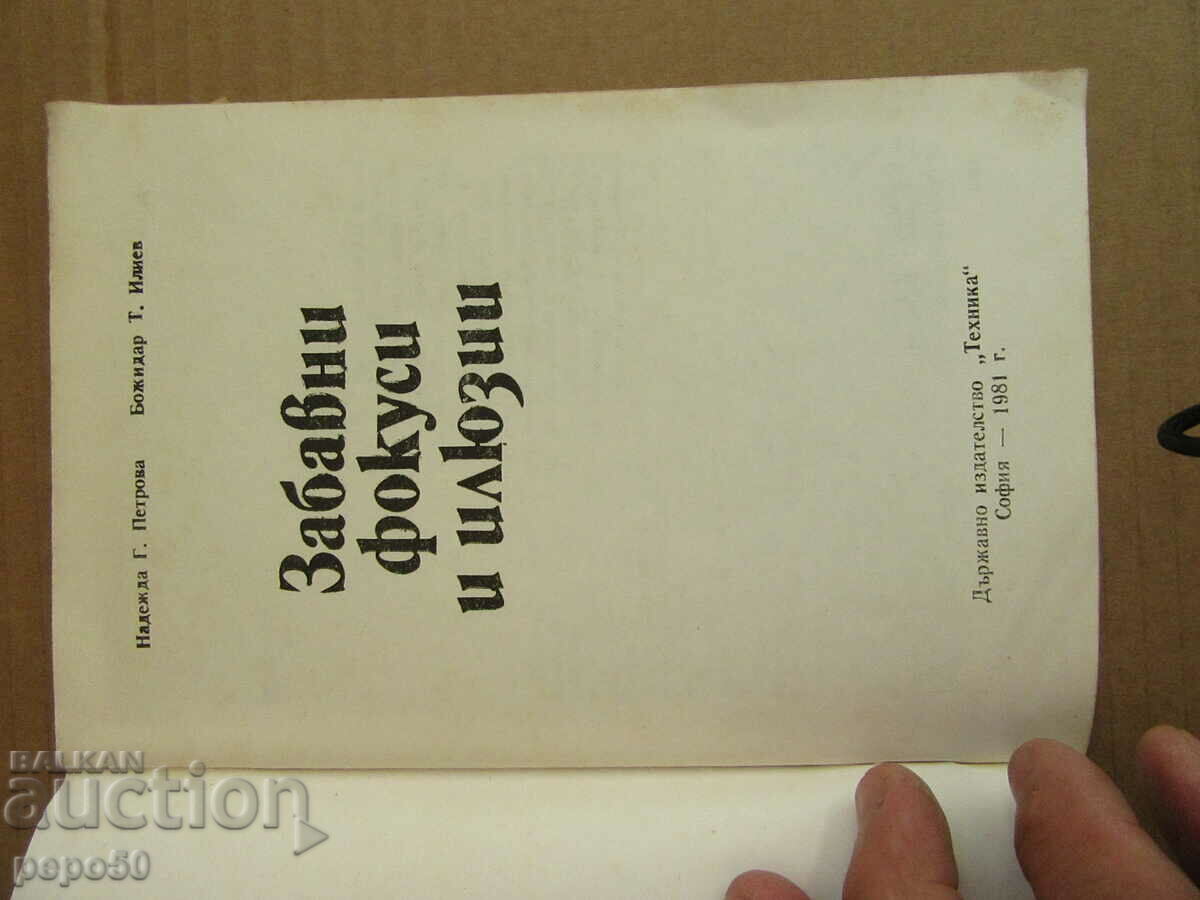 Надежда Г. Петрова Божидар Т. Илиев
Забавни
фокуси
и илюзии
Държавно издателство „Техника“
София — 1981 г.
BALKAN
auction
pepo50